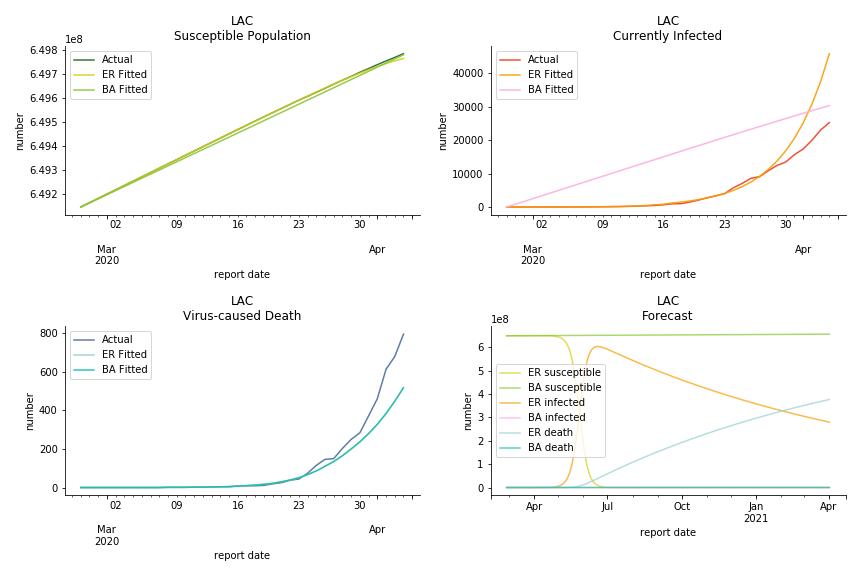 LAC
Susceptible Population
1e8
6.498
6.497
6.496
6.495
6.494
6.493
6.492
number
Actual
ER Fitted
BA Fitted
02
09
16
23
30
Mar
2020
Apr
report date
LAC
Currently Infected
40000
30000
20000
10000
0
number
Actual
ER Fitted
BA Fitted
02
09
16
23
30
Mar
2020
Apr
report date
LAC
Virus-caused Death
800
600
400
200
0
number
Actual
ER Fitted
BA Fitted
02
09
16
23
30
Mar
2020
Apr
report date
LAC
Forecast
1e8
6
5
4
3
2
1
0
number
ER susceptible
BA susceptible
ER infected
BA infected
ER death
BA death
Apr
Jul
Oct
Jan
2021
Apr
report date